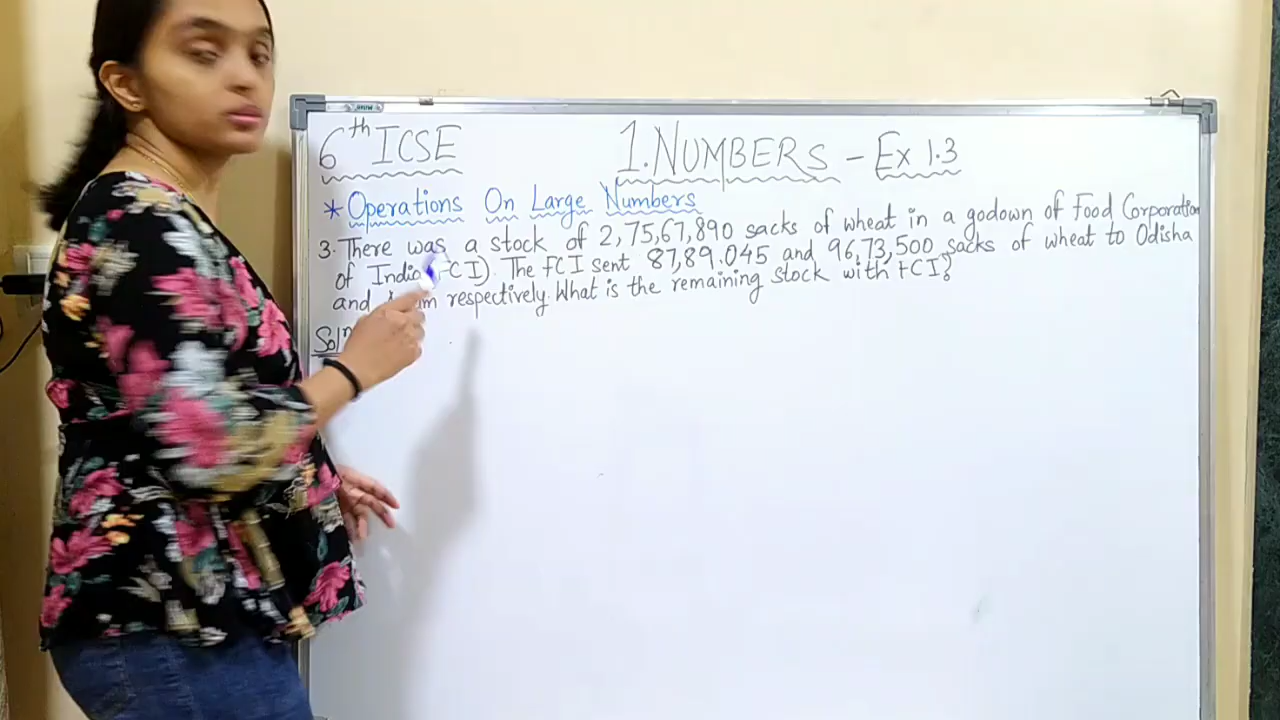 6th ICSE
1. NUMBERS - Ex 1.3
* Operations On Large Numbers
3. There was a stock of 2,75,67,890 sacks of wheat in a godown of Food Corporation
of India FCI). The FCI sent 87,89.045 and 96,73,500 sacks of wheat to Odisha
and respectively. What is the remaining stock with FCI?
Soln